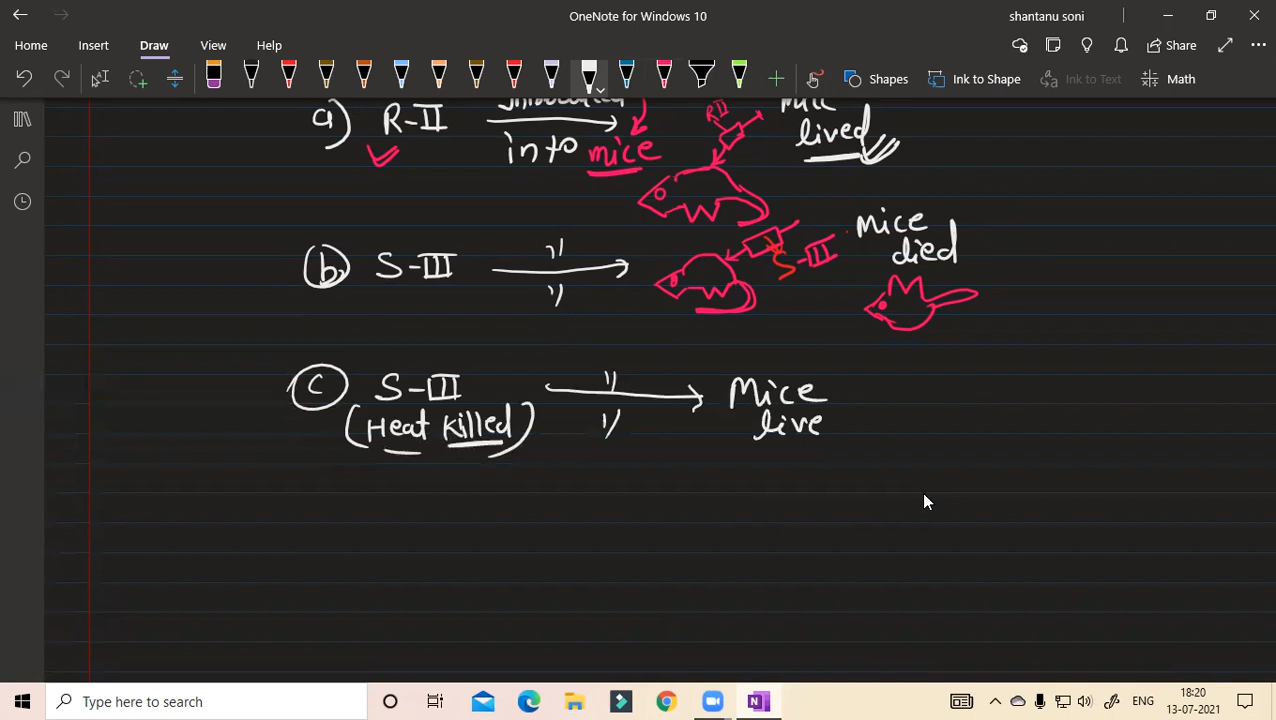 OneNote for Windows 10
shantanu soni
Home Insert Draw View Help
Share
Shapes Ink to Shape Ink to Text Math
a) R-II into mice
R II
lived
(b) S-III " "
S-III
Mice died
(c) S-III " " Mice live
(Heat Killed)
Type here to search
ENG
18:20
13-07-2021